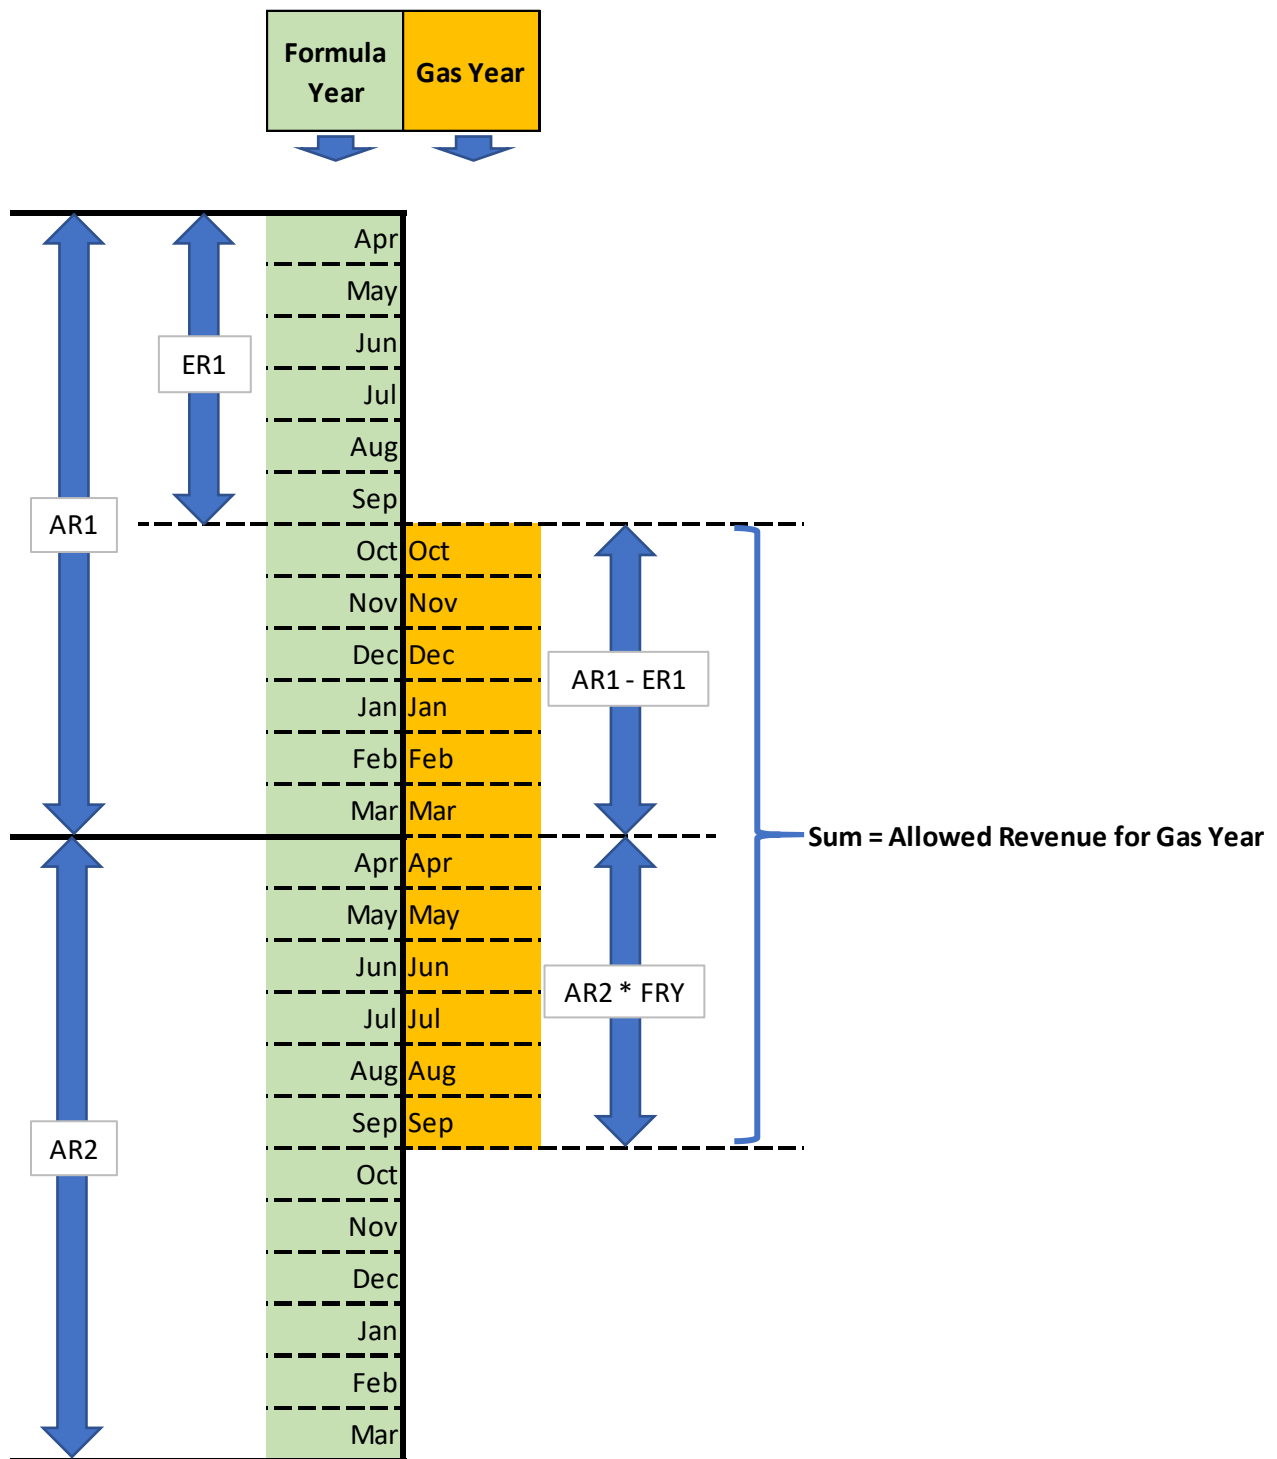 Formula
Year
Gas Year
Apr
May
Jun
ER1
Jul
Aug
Sep
AR1
Oct Oct
Nov Nov
Dec Dec
AR1 - ER1
Jan Jan
Feb Feb
Mar Mar
Sum = Allowed Revenue for Gas Year
Apr Apr
May May
Jun Jun
AR2 * FRY
Jul Jul
Aug Aug
Sep Sep
AR2
Oct
Nov
Dec
Jan
Feb
Mar